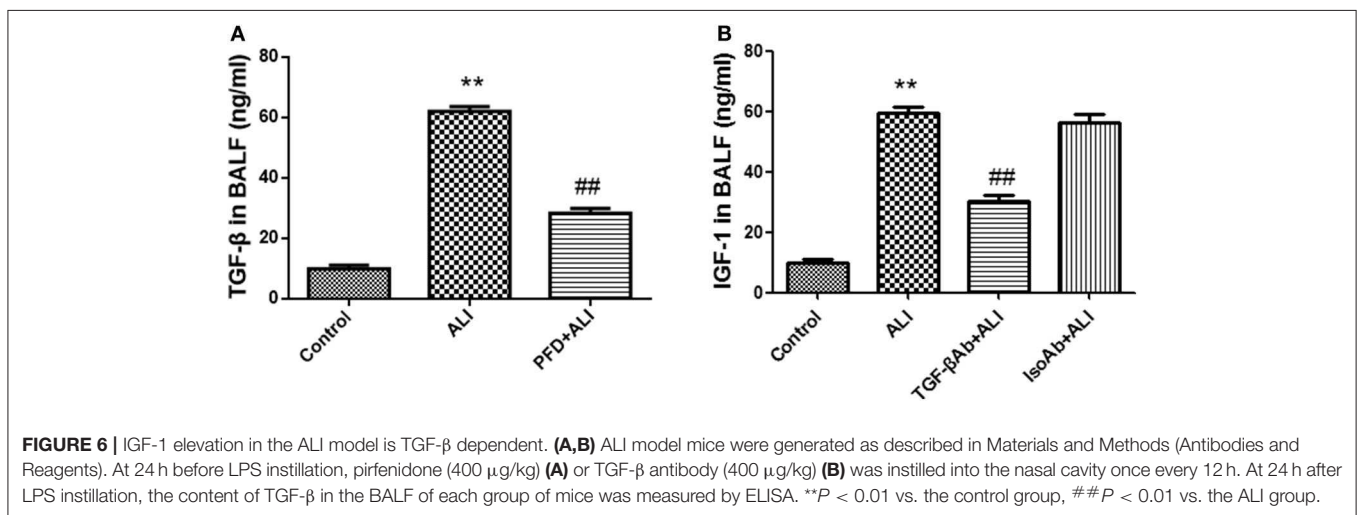 A
B
TGF-β in BALF (ng/ml)
80
60
40
20
0
**
##
Control
ALI
PFD+ALI
IGF-1 in BALF (ng/ml)
80
60
40
20
0
**
##
Control
ALI
TGF-βAb+ALI
IsoAb+ALI
FIGURE 6 | IGF-1 elevation in the ALI model is TGF-β dependent. (A,B) ALI model mice were generated as described in Materials and Methods (Antibodies and
Reagents). At 24 h before LPS instillation, pirfenidone (400 μg/kg) (A) or TGF-β antibody (400 μg/kg) (B) was instilled into the nasal cavity once every 12 h. At 24 h after
LPS instillation, the content of TGF-β in the BALF of each group of mice was measured by ELISA. **P < 0.01 vs. the control group, ##P < 0.01 vs. the ALI group.